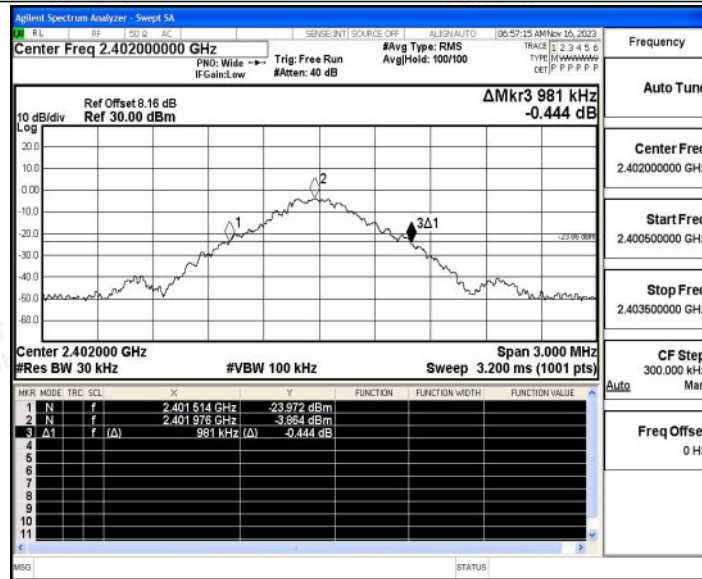 Agilent Spectrum Analyzer - Swept SA
RL RF 50 Ω AC SENSE:INT SOURCE OFF ALIGNAUTO 06:57:15 AM Nov 16, 2023
Center Freq 2.402000000 GHz
PNO: Wide
IFGain:Low
Trig: Free Run
#Atten: 40 dB
#Avg Type: RMS
Avg|Hold: 100/100
TRACE 1 2 3 4 5 6
TYPE M
DET P P P P P P
ΔMkr3 981 kHz
-0.444 dB
Ref Offset 8.16 dB
10 dB/div Ref 30.00 dBm
Log
20.0
10.0
0.00
-10.0
-20.0
-30.0
-40.0
-50.0
-60.0
1
2
3Δ1
-23.86 dBm
Center 2.402000 GHz Span 3.000 MHz
#Res BW 30 kHz #VBW 100 kHz Sweep 3.200 ms (1001 pts)
MKR MODE TRC SCL X Y FUNCTION FUNCTION WIDTH FUNCTION VALUE
1 N f 2.401 514 GHz -23.972 dBm
2 N f 2.401 976 GHz -3.864 dBm
3 Δ1 f (Δ) 981 kHz (Δ) -0.444 dB
4
5
6
7
8
9
10
11
MSG STATUS
Frequency
Auto Tune
Center Freq
2.402000000 GHz
Start Freq
2.400500000 GHz
Stop Freq
2.403500000 GHz
CF Step
300.000 kHz
Auto Man
Freq Offset
0 Hz